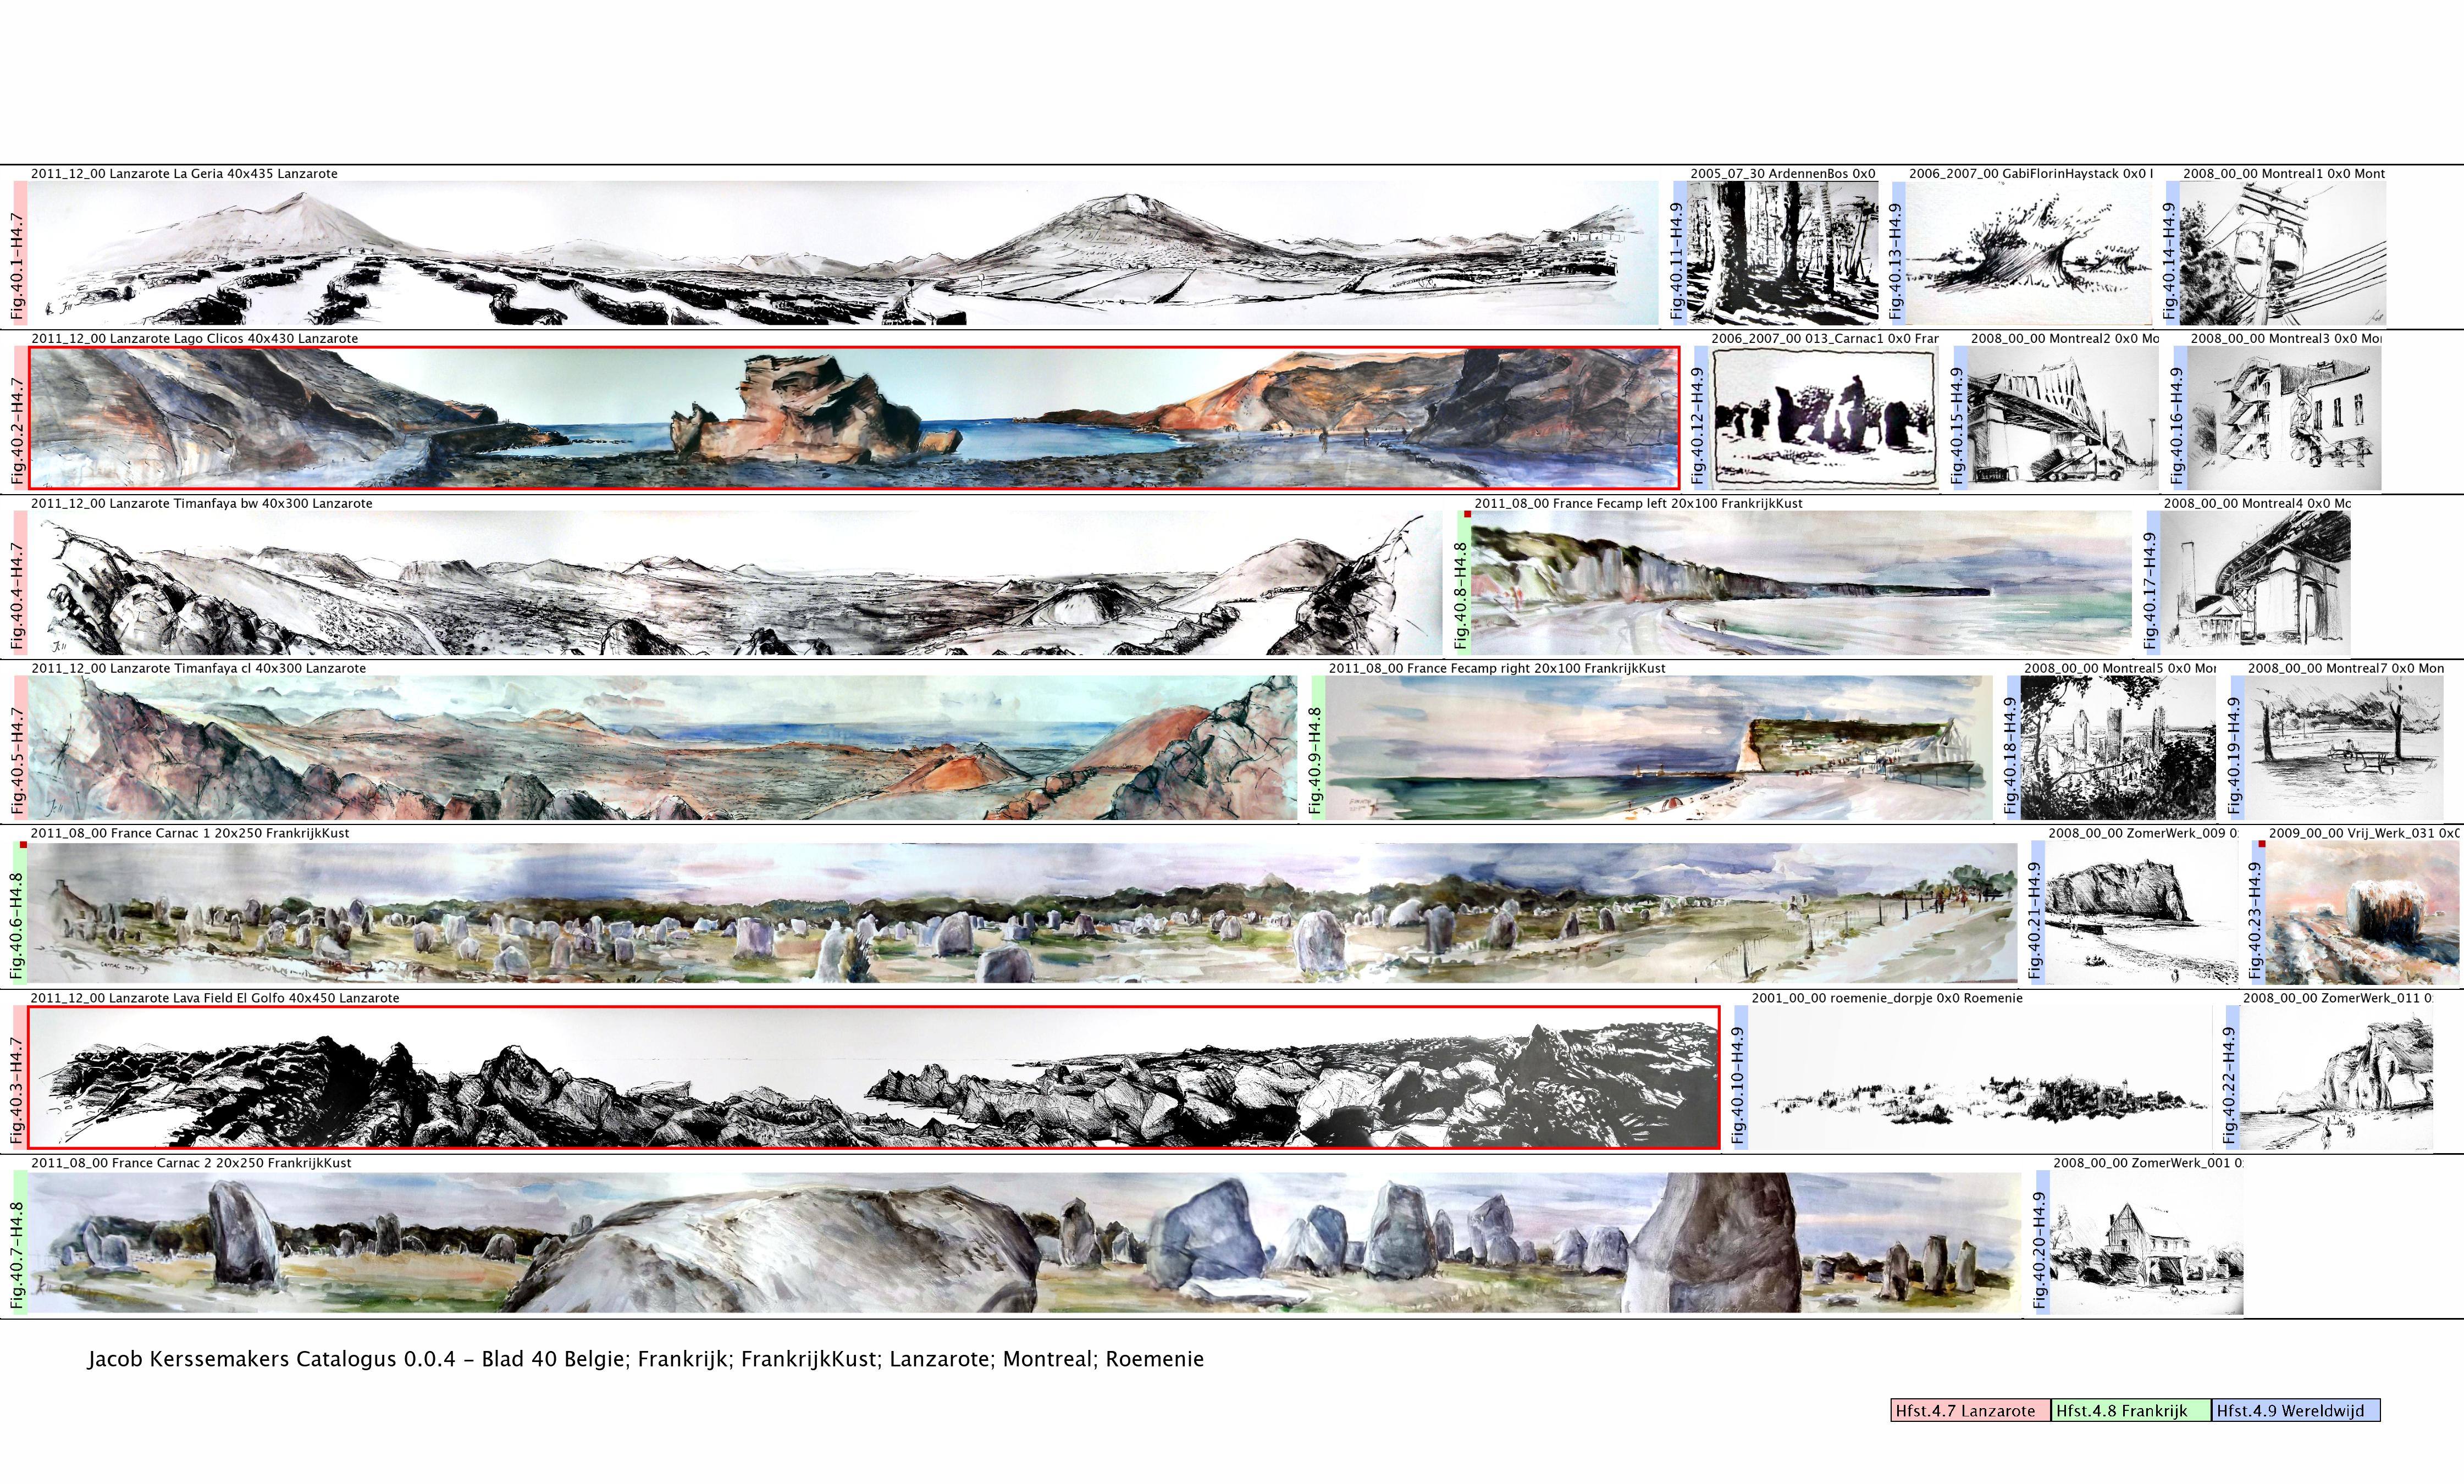 2011_12_00 Lanzarote La Geria 40x435 Lanzarote
Fig.40.1-H4.7
2005_07_30 ArdennenBos 0x0
Fig.40.11-H4.9
2006_2007_00 GabiFlorinHaystack 0x0
Fig.40.13-H4.9
2008_00_00 Montreal1 0x0 Mont
Fig.40.14-H4.9
2011_12_00 Lanzarote Lago Clicos 40x430 Lanzarote
Fig.40.2-H4.7
2006_2007_00 013_Carnac1 0x0 Frar
Fig.40.12-H4.9
2008_00_00 Montreal2 0x0 Mo
Fig.40.15-H4.9
2008_00_00 Montreal3 0x0 Mo
Fig.40.16-H4.9
2011_12_00 Lanzarote Timanfaya bw 40x300 Lanzarote
Fig.40.4-H4.7
2011_08_00 France Fecamp left 20x100 FrankrijkKust
Fig.40.8-H4.8
2008_00_00 Montreal4 0x0 Mc
Fig.40.17-H4.9
2011_12_00 Lanzarote Timanfaya cl 40x300 Lanzarote
Fig.40.5-H4.7
2011_08_00 France Fecamp right 20x100 FrankrijkKust
Fig.40.9-H4.8
2008_00_00 Montreal5 0x0 Mor
Fig.40.18-H4.9
2008_00_00 Montreal7 0x0 Mon
Fig.40.19-H4.9
2011_08_00 France Carnac 1 20x250 FrankrijkKust
Fig.40.6-H4.8
2008_00_00 ZomerWerk_009 0
Fig.40.21-H4.9
2009_00_00 Vrij_Werk_031 0x0
Fig.40.23-H4.9
2011_12_00 Lanzarote Lava Field El Golfo 40x450 Lanzarote
Fig.40.3-H4.7
2001_00_00 roemenie_dorpje 0x0 Roemenie
Fig.40.10-H4.9
2008_00_00 ZomerWerk_011 0
Fig.40.22-H4.9
2011_08_00 France Carnac 2 20x250 FrankrijkKust
Fig.40.7-H4.8
2008_00_00 ZomerWerk_001 0
Fig.40.20-H4.9
Jacob Kerssemakers Catalogus 0.0.4 - Blad 40 Belgie; Frankrijk; FrankrijkKust; Lanzarote; Montreal; Roemenie
Hfst.4.7 Lanzarote
Hfst.4.8 Frankrijk
Hfst.4.9 Wereldwijd